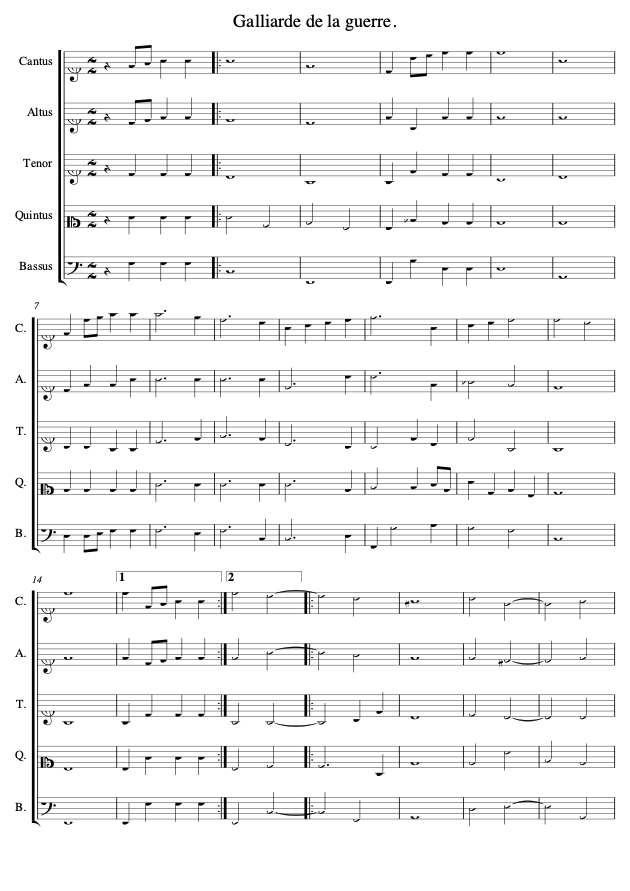 Galliarde de la guerre.
Cantus
Altus
Tenor
Quintus
Bassus
7
C.
A.
T.
Q.
B.
14
1
2
C.
A.
T.
Q.
B.